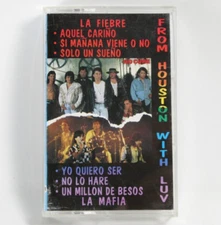 LA FIEBRE
• AQUEL CARIÑO
• SI MAÑANA VIENE O NO
• SOLO UN SUEÑO
FROM HOUSTON WITH LUV
• YO QUIERO SER
• NO LO HARE
• UN MILLON DE BESOS
LA MAFIA